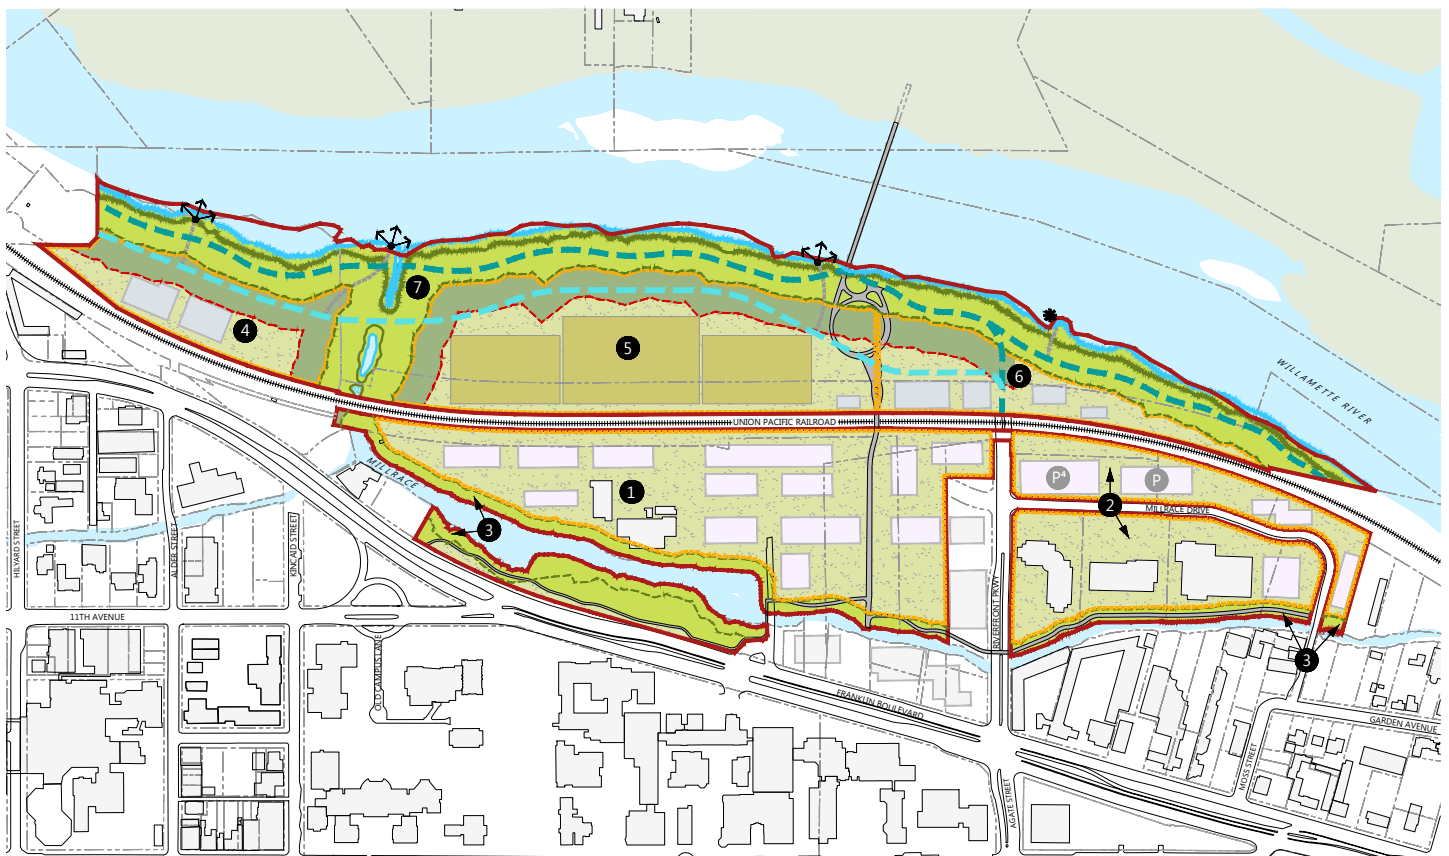 WILLAMETTE RIVER
7
4
5
6
UNION PACIFIC RAILROAD
MILLRACE
1
P⁴
P
2
MILLRACE DRIVE
3
HILYARD STREET
ALDER STREET
KINCAID STREET
RIVERFRONT PKWY
11TH AVENUE
OLD CAMPUS LANE
3
FRANKLIN BOULEVARD
GARDEN AVENUE
MOSS STREET
AGATE STREET